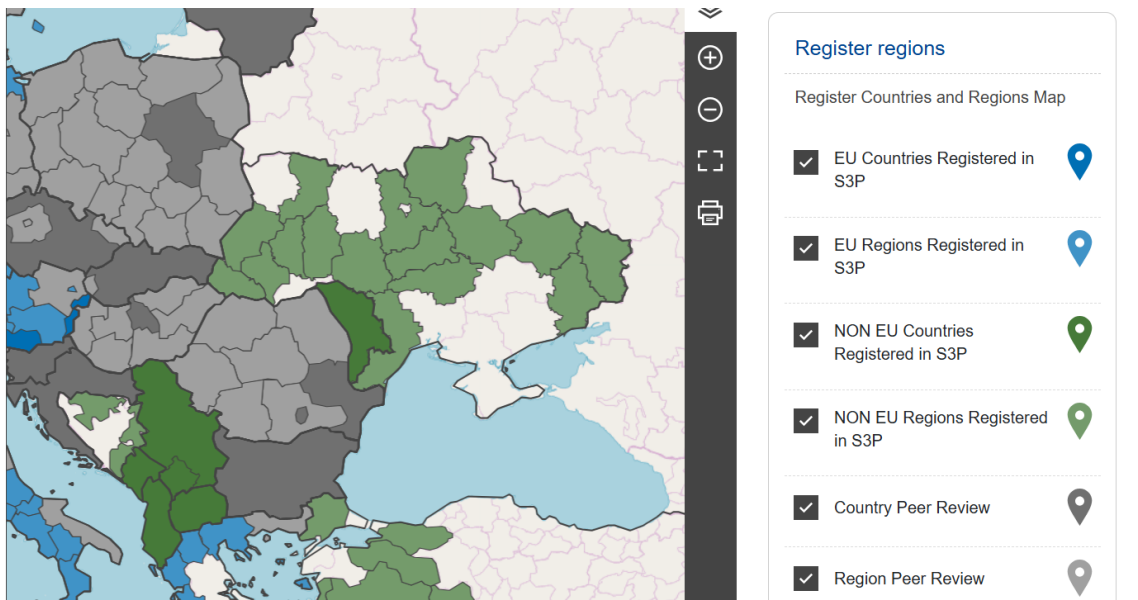 Register regions
Register Countries and Regions Map
EU Countries Registered in
S3P
EU Regions Registered in
S3P
NON EU Countries
Registered in S3P
NON EU Regions Registered
in S3P
Country Peer Review
Region Peer Review